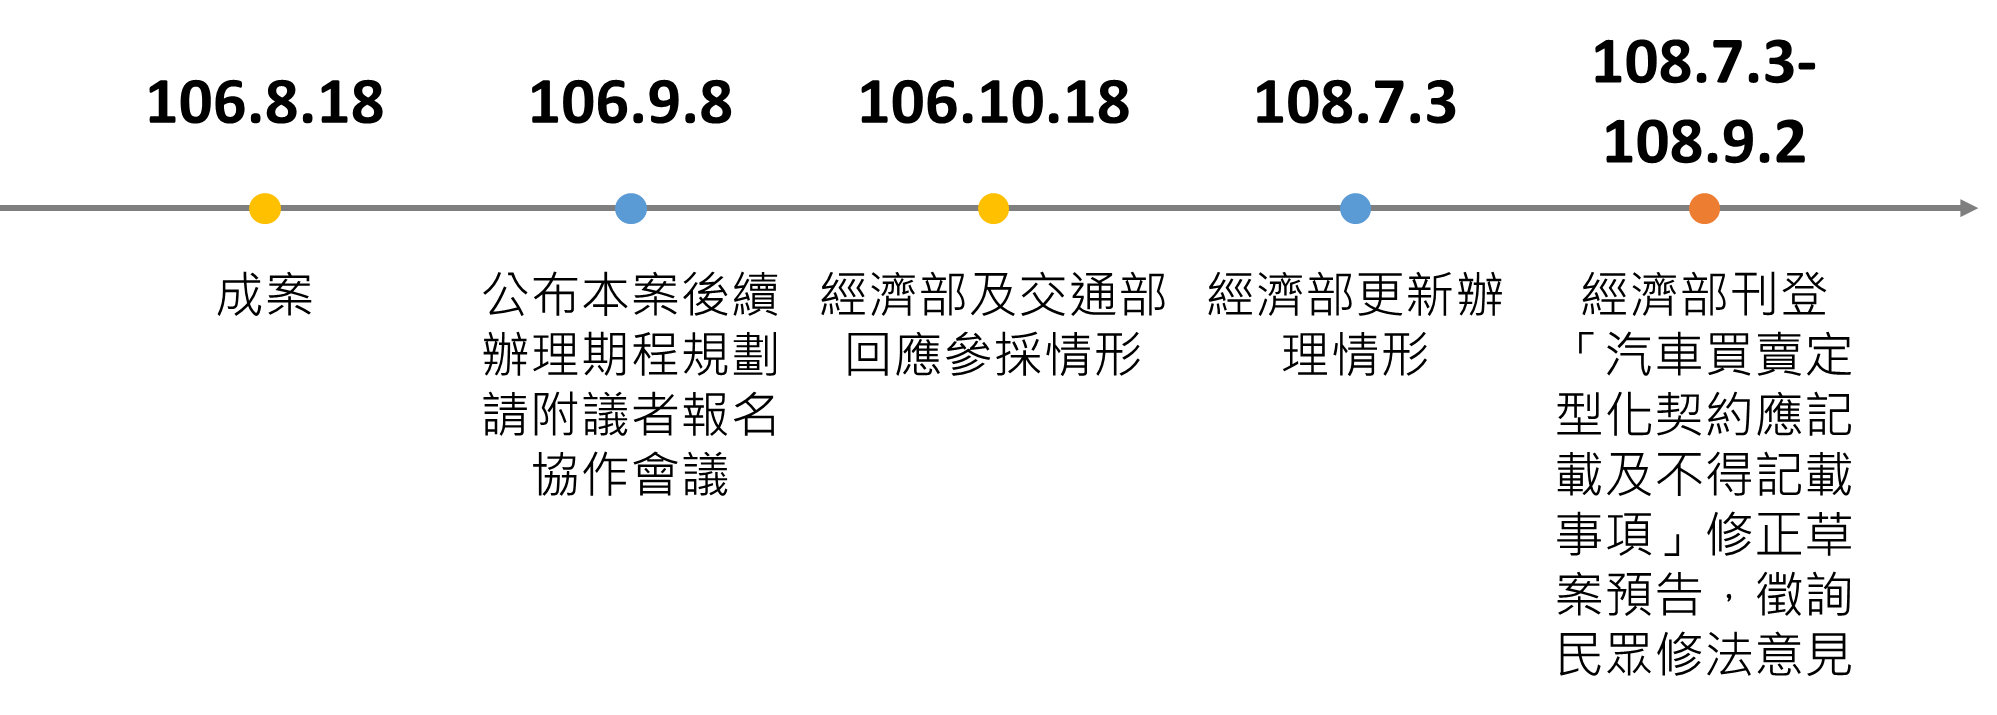 106.8.18
成案
106.9.8
公布本案後續
辦理期程規劃
請附議者報名
協作會議
106.10.18
經濟部及交通部
回應參採情形
108.7.3
經濟部更新辦
理情形
108.7.3-
108.9.2
經濟部刊登
「汽車買賣定
型化契約應記
載及不得記載
事項」修正草
案預告，徵詢
民眾修法意見